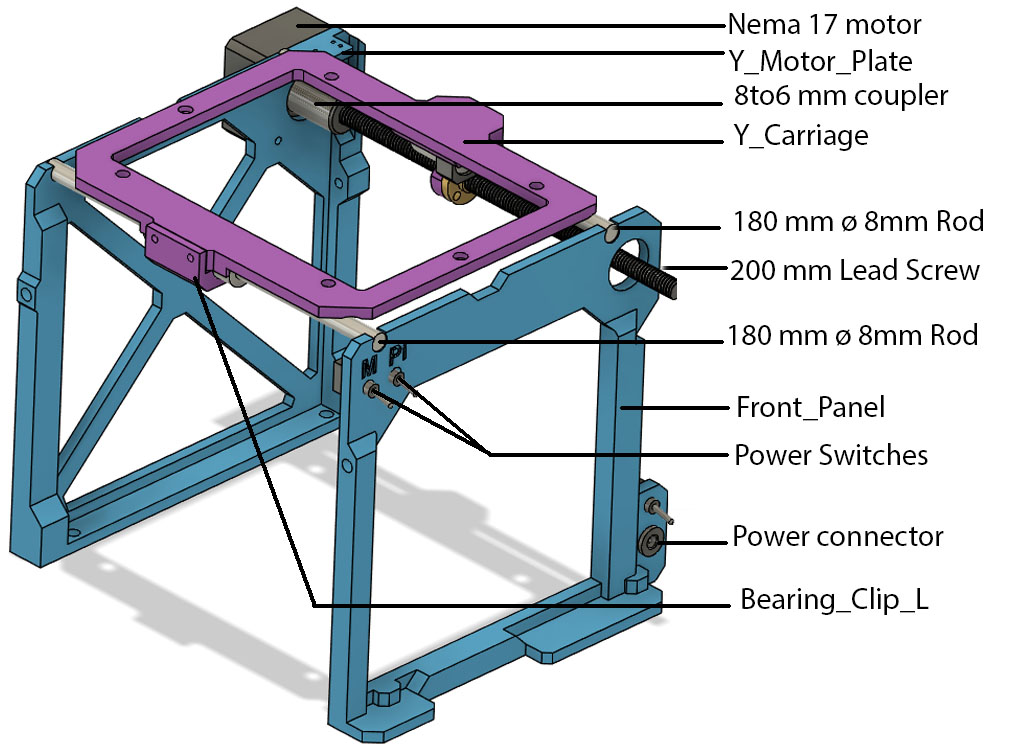 Nema 17 motor
Y_Motor_Plate
8to6 mm coupler
Y_Carriage
180 mm ø 8mm Rod
200 mm Lead Screw
180 mm ø 8mm Rod
M PI
Front_Panel
Power Switches
Power connector
Bearing_Clip_L